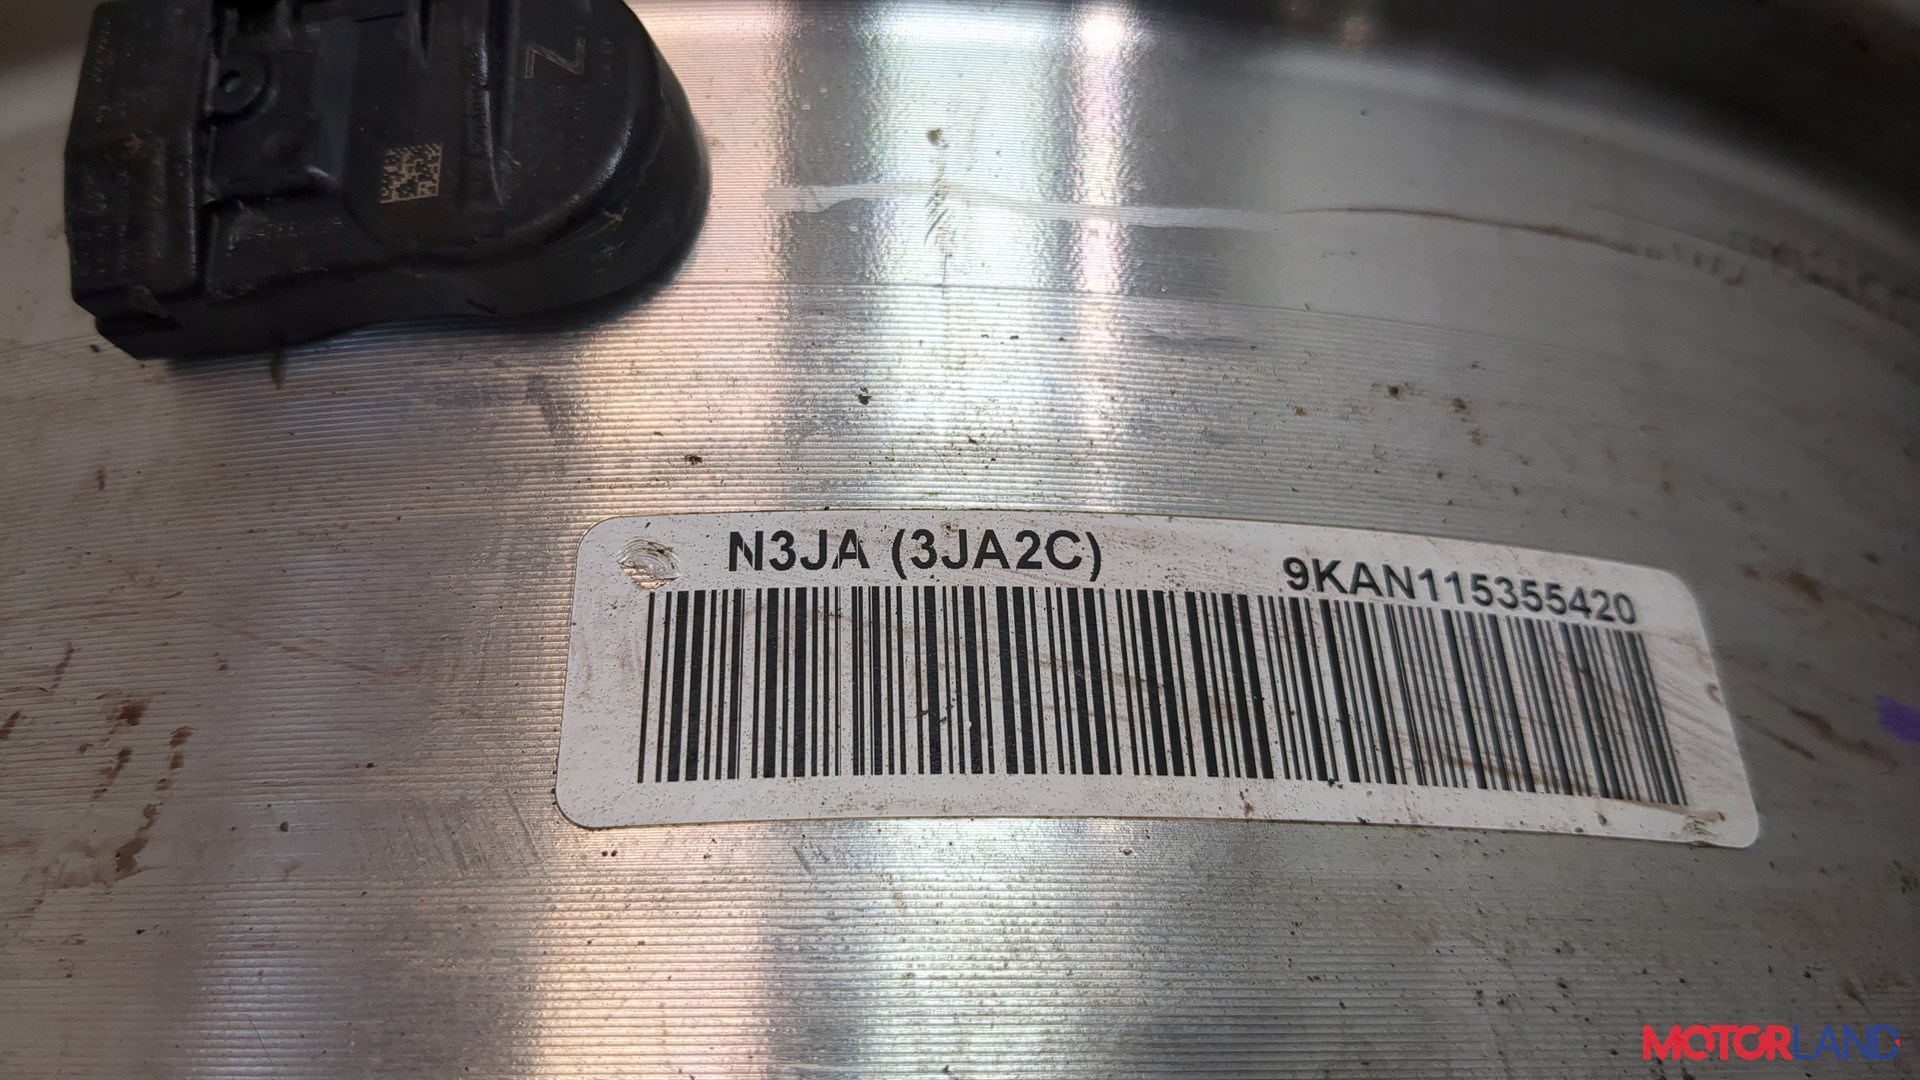 Z
N3JA (3JA2C)
9KAN115355420
MOTORLAND